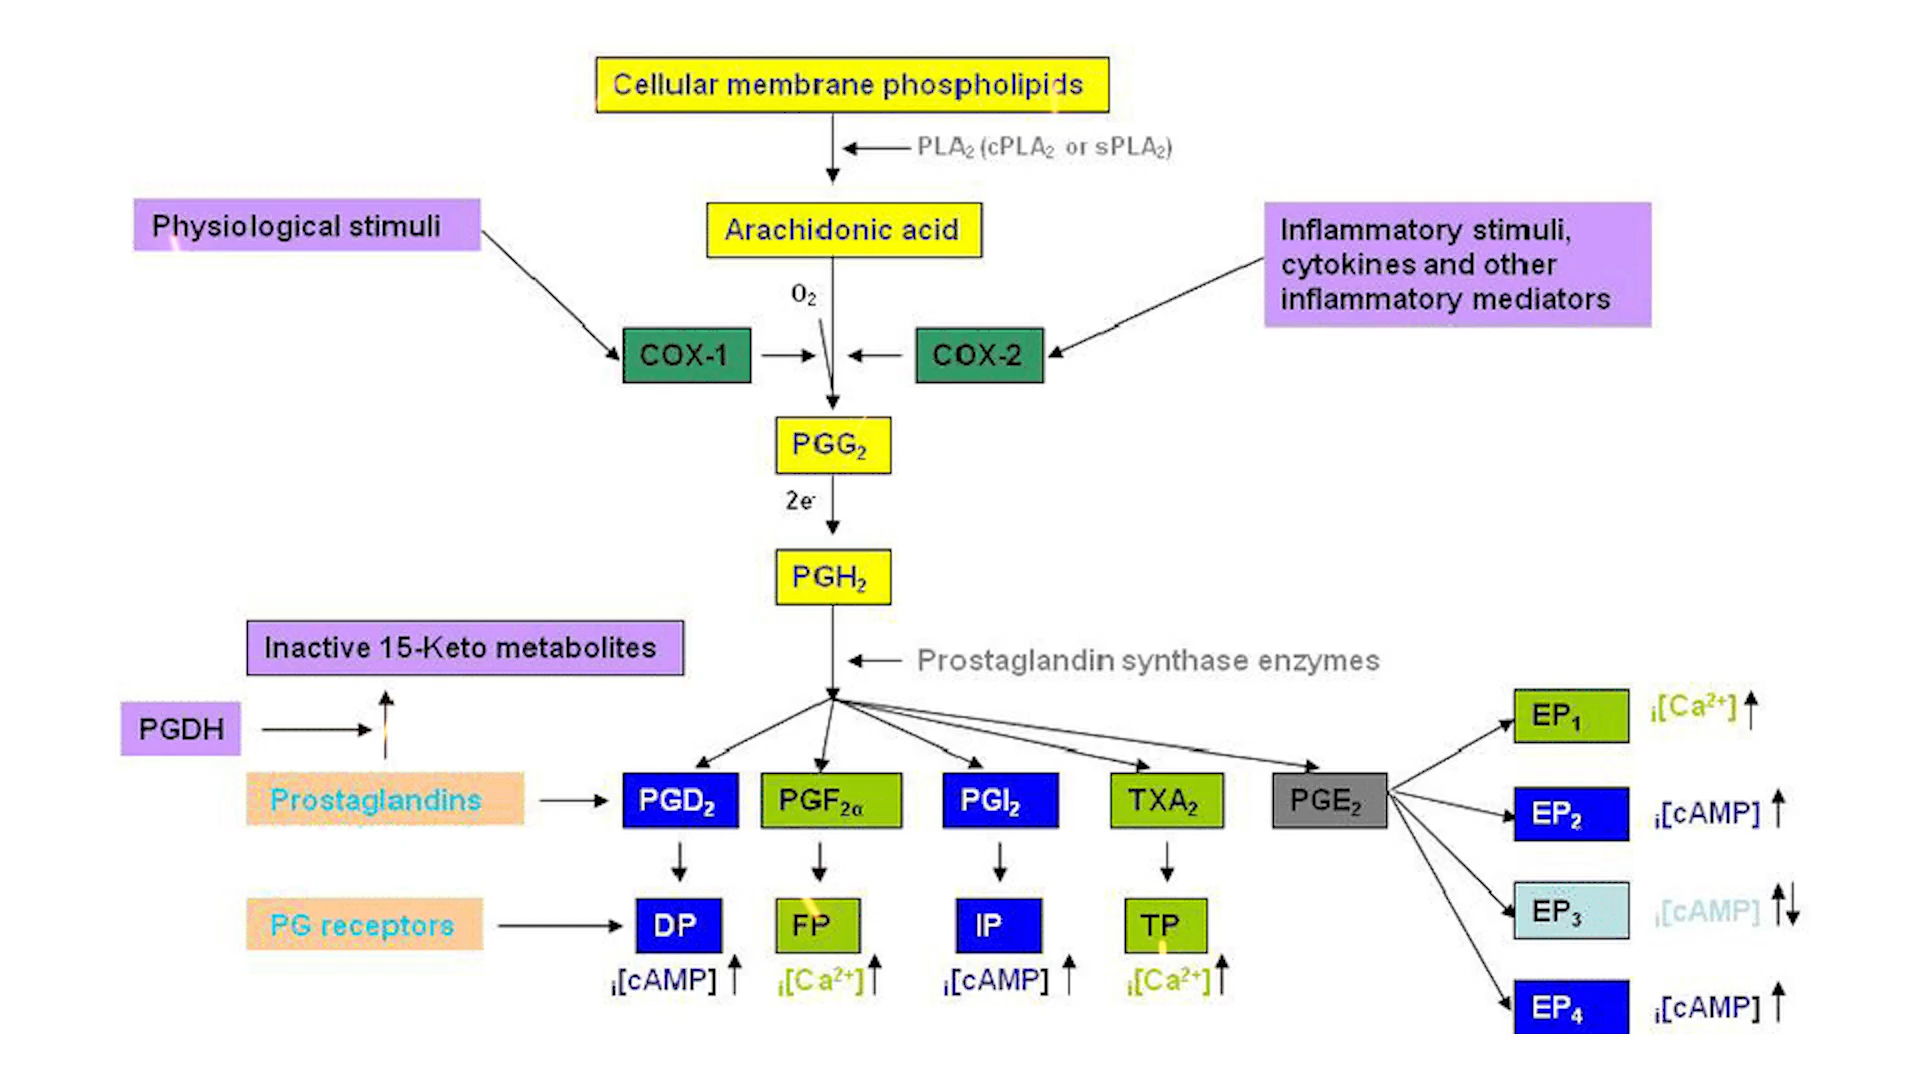 Cellular membrane phospholipids
PLA₂ (cPLA₂ or sPLA₂)
Physiological stimuli
Arachidonic acid
Inflammatory stimuli,
cytokines and other
inflammatory mediators
O₂
COX-1
COX-2
PGG₂
2e⁻
PGH₂
Inactive 15-Keto metabolites
Prostaglandin synthase enzymes
PGDH
EP₁
i[Ca²⁺]
Prostaglandins
PGD₂
PGF₂α
PGI₂
TXA₂
PGE₂
EP₂
i[cAMP]
PG receptors
DP
FP
IP
TP
EP₃
i[cAMP]
i[cAMP]
i[Ca²⁺]
i[cAMP]
i[Ca²⁺]
EP₄
i[cAMP]